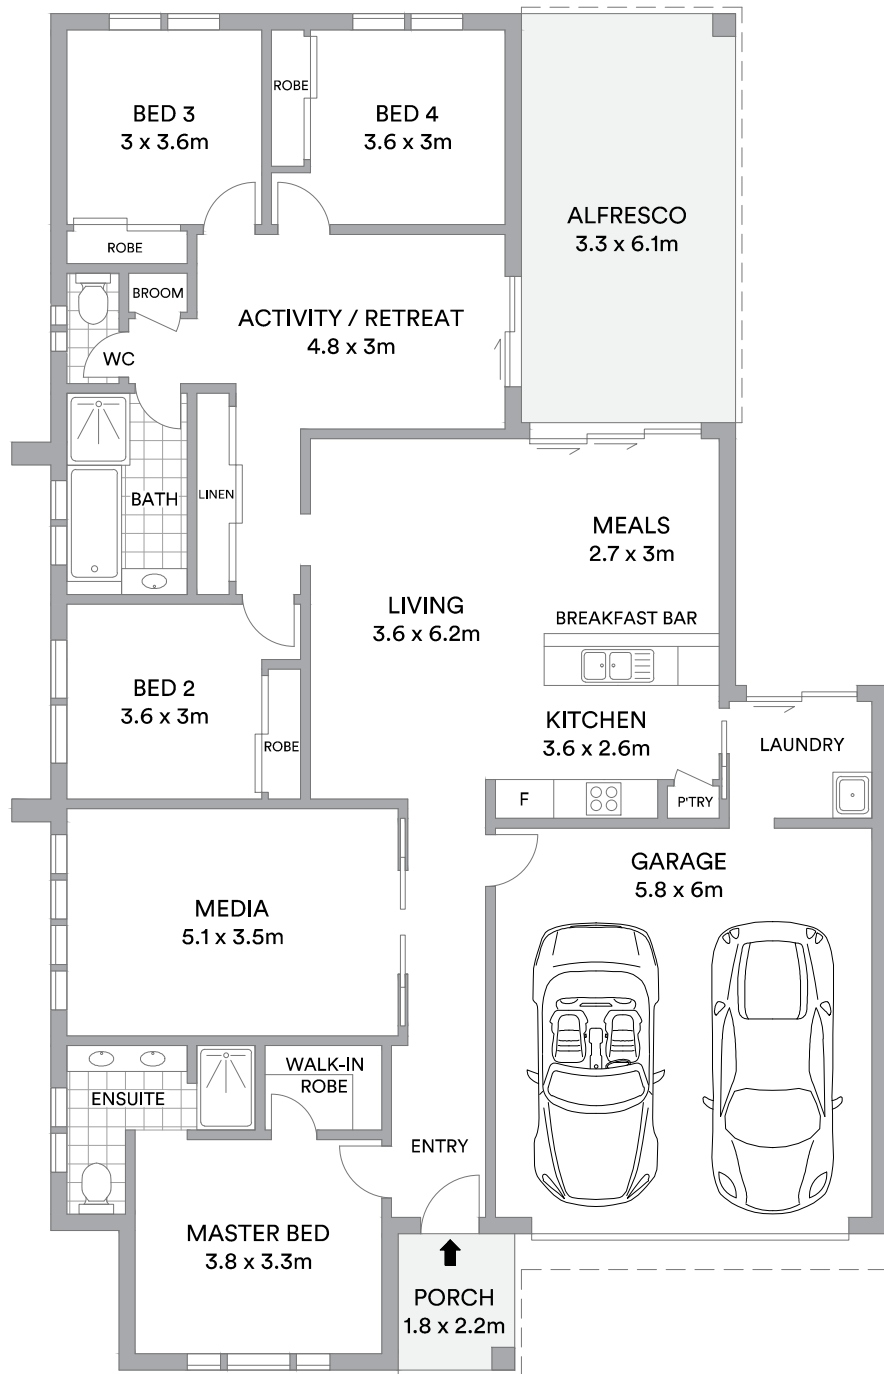 BED 3
3 x 3.6m
ROBE
BED 4
3.6 x 3m
ALFRESCO
3.3 x 6.1m
ROBE
BROOM
ACTIVITY / RETREAT
4.8 x 3m
WC
BATH
LINEN
MEALS
2.7 x 3m
LIVING
3.6 x 6.2m
BREAKFAST BAR
BED 2
3.6 x 3m
ROBE
KITCHEN
3.6 x 2.6m
LAUNDRY
F
P'TRY
GARAGE
5.8 x 6m
MEDIA
5.1 x 3.5m
WALK-IN
ROBE
ENSUITE
ENTRY
MASTER BED
3.8 x 3.3m
PORCH
1.8 x 2.2m